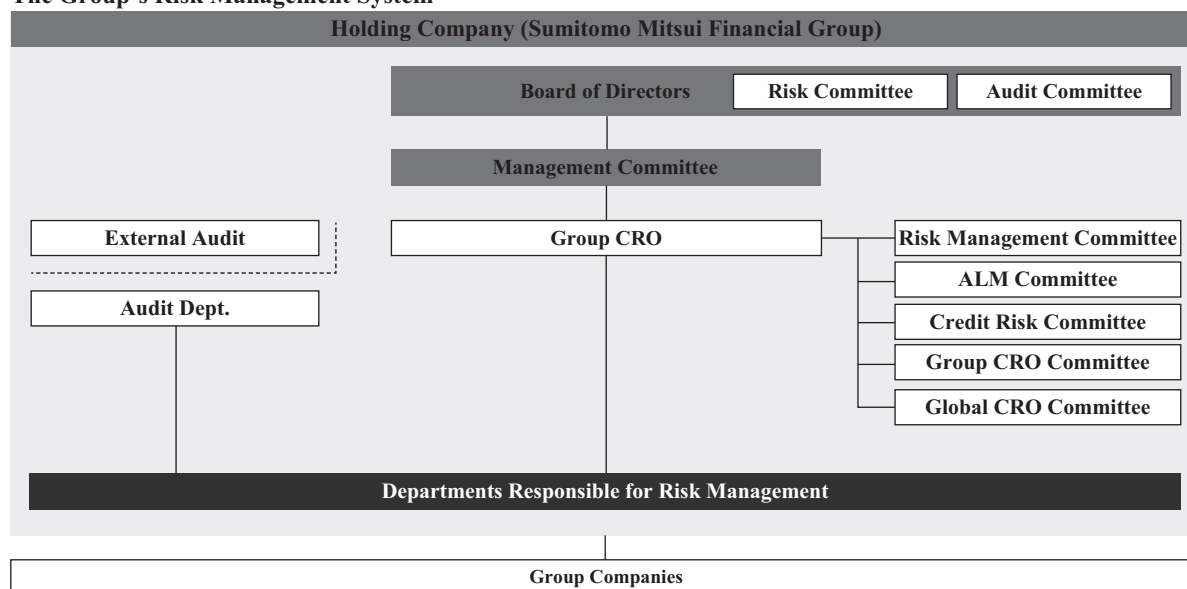 The Group's Risk Management System
Holding Company (Sumitomo Mitsui Financial Group)
Board of Directors
Risk Committee
Audit Committee
Management Committee
External Audit
Group CRO
Risk Management Committee
ALM Committee
Audit Dept.
Credit Risk Committee
Group CRO Committee
Global CRO Committee
Departments Responsible for Risk Management
Group Companies